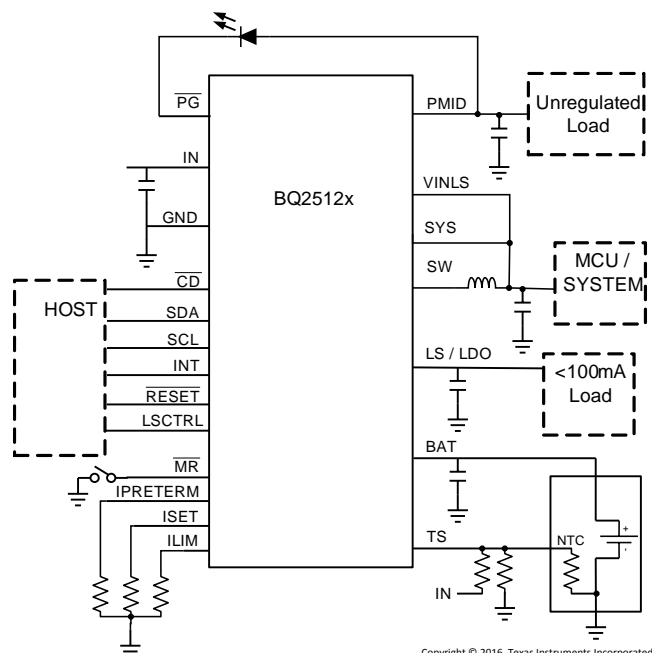 PG
PMID
Unregulated
Load
IN
VINLS
BQ2512x
GND
SYS
SW
MCU /
SYSTEM
CD
HOST
SDA
SCL
INT
LS / LDO
<100mA
Load
RESET
LSCTRL
BAT
MR
IPRETERM
ISET
TS
NTC
+
-
ILIM
IN
Copyright © 2016, Texas Instruments Incorporated